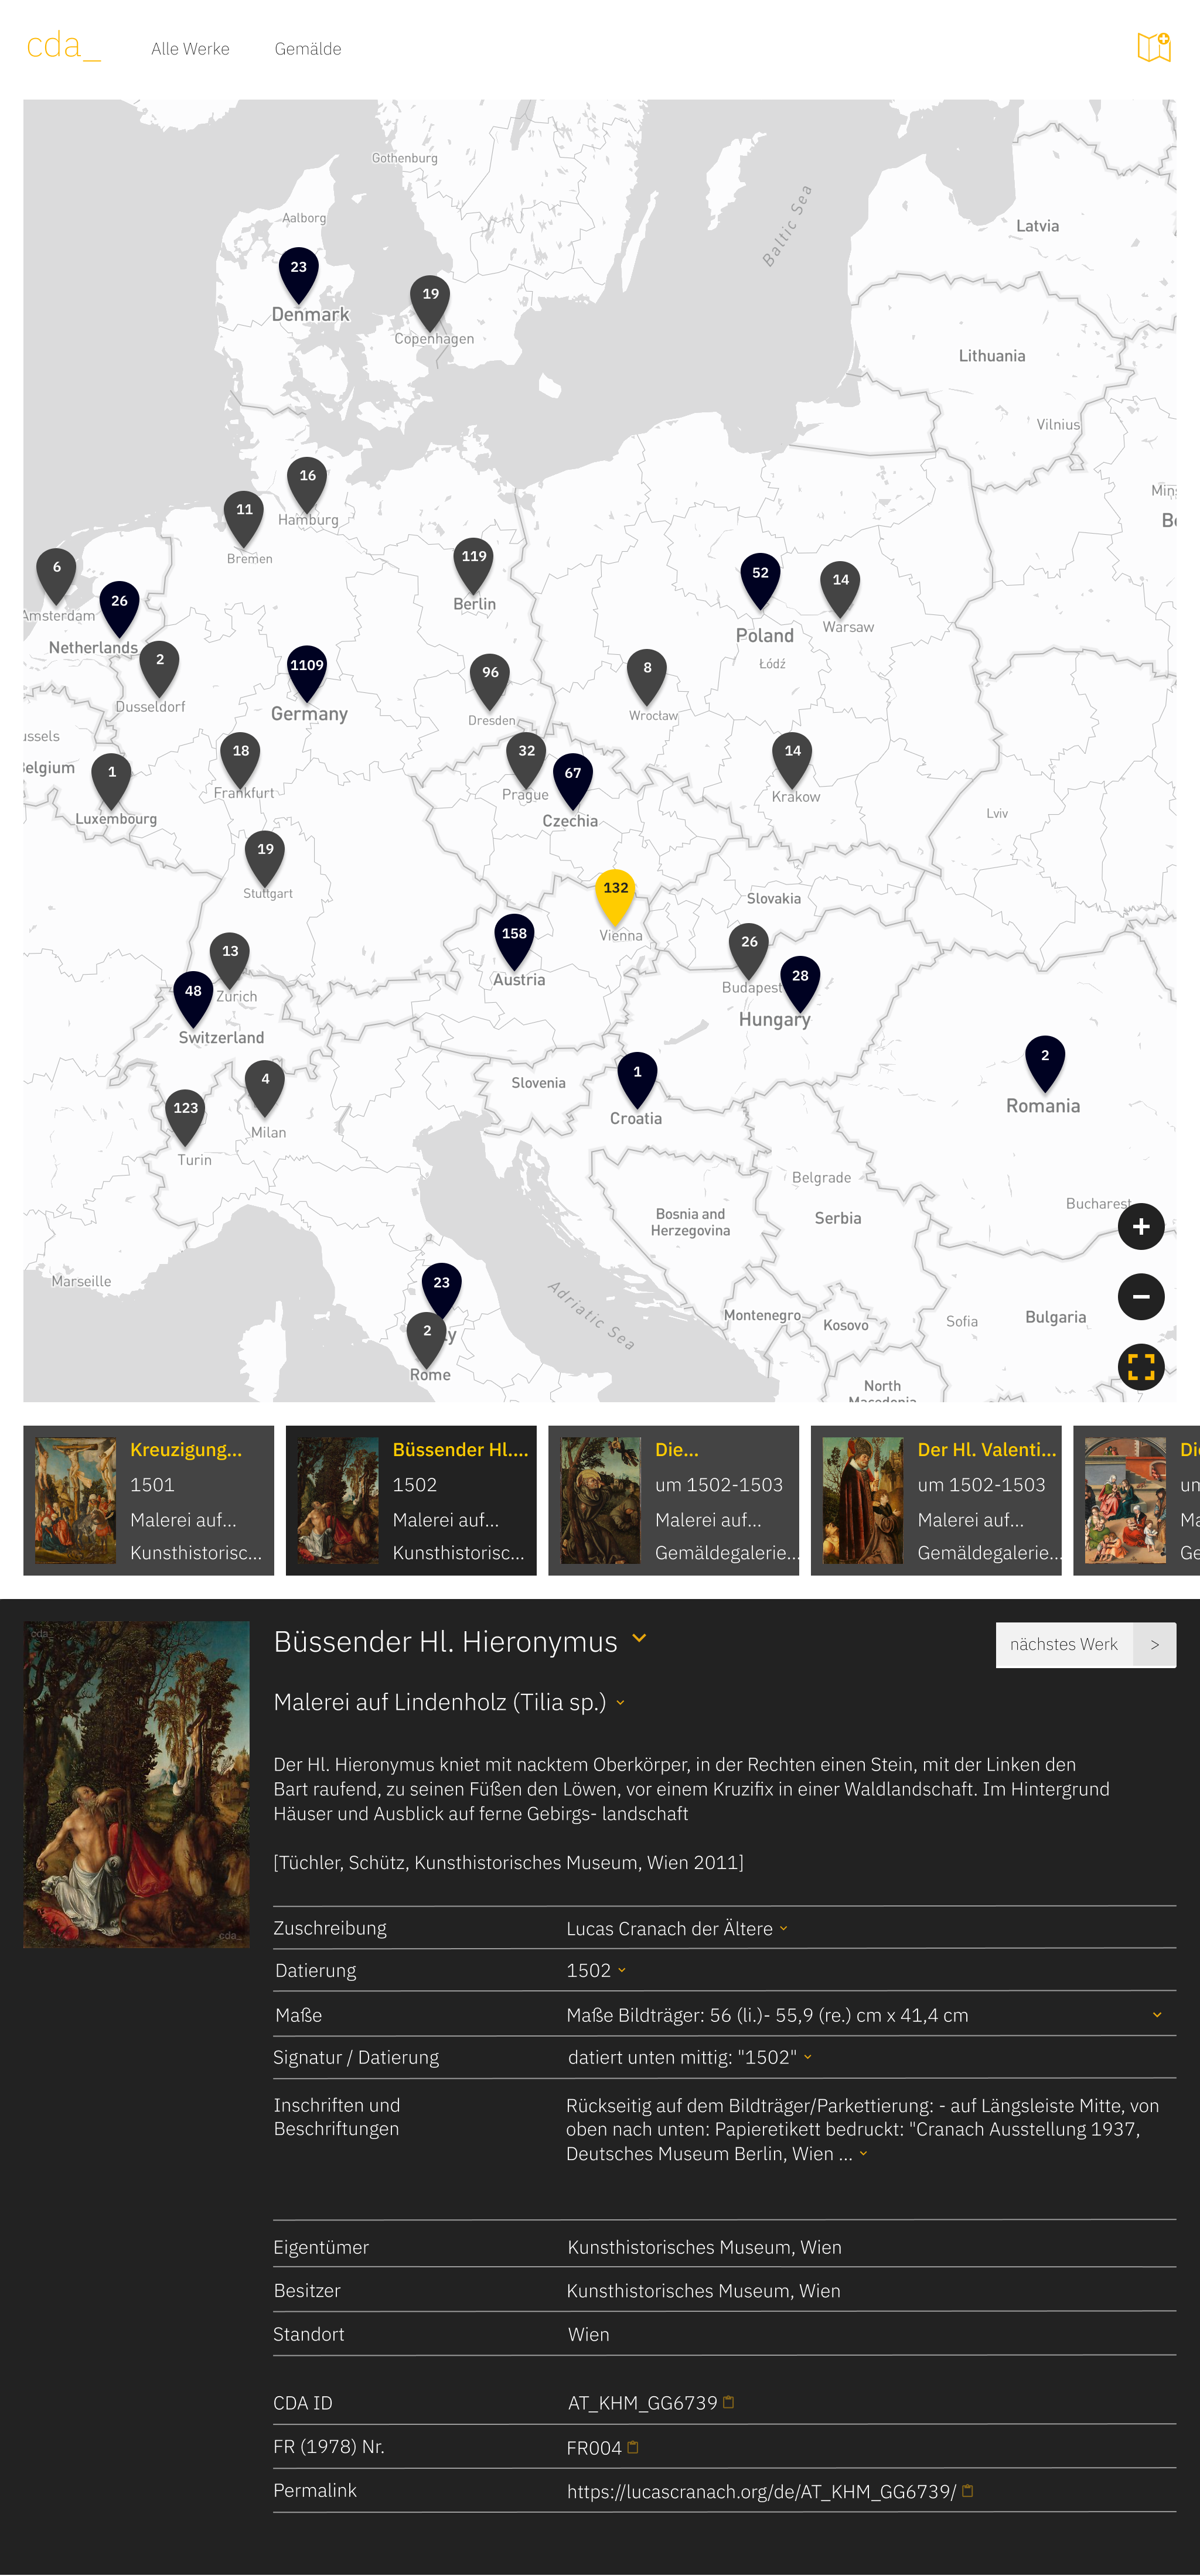 cda_
Alle Werke
Gemälde
Gothenburg
Aalborg
Baltic Sea
Latvia
23
19
Denmark
Copenhagen
Lithuania
Vilnius
16
11
Hamburg
Bremen
119
52
14
6
26
Berlin
Amsterdam
Netherlands
Poland
Warsaw
2
1109
96
8
Łódź
Dusseldorf
Germany
Dresden
Wrocław
18
32
14
1
67
Frankfurt
Prague
Krakow
Luxembourg
Czechia
Lviv
19
Stuttgart
132
Slovakia
Vienna
158
26
13
28
48
Austria
Budapest
Zurich
Hungary
Switzerland
2
1
4
Slovenia
Romania
123
Croatia
Milan
Turin
Belgrade
Bucharest
Bosnia and
Herzegovina
Serbia
Marseille
23
Adriatic Sea
Montenegro
Kosovo
Sofia
Bulgaria
2
Rome
North
Macedonia
Kreuzigung...
1501
Malerei auf...
Kunsthistorisc...
Büssender Hl....
1502
Malerei auf...
Kunsthistorisc...
Die...
um 1502-1503
Malerei auf...
Gemäldegalerie...
Der Hl. Valenti...
um 1502-1503
Malerei auf...
Gemäldegalerie...
cda_
cda_
Büssender Hl. Hieronymus
nächstes Werk >
Malerei auf Lindenholz (Tilia sp.)
Der Hl. Hieronymus kniet mit nacktem Oberkörper, in der Rechten einen Stein, mit der Linken den
Bart raufend, zu seinen Füßen den Löwen, vor einem Kruzifix in einer Waldlandschaft. Im Hintergrund
Häuser und Ausblick auf ferne Gebirgs- landschaft
[Tüchler, Schütz, Kunsthistorisches Museum, Wien 2011]
Zuschreibung Lucas Cranach der Ältere
Datierung 1502
Maße Maße Bildträger: 56 (li.)- 55,9 (re.) cm x 41,4 cm
Signatur / Datierung datiert unten mittig: "1502"
Inschriften und
Beschriftungen
Rückseitig auf dem Bildträger/Parkettierung: - auf Längsleiste Mitte, von
oben nach unten: Papieretikett bedruckt: "Cranach Ausstellung 1937,
Deutsches Museum Berlin, Wien ...
Eigentümer Kunsthistorisches Museum, Wien
Besitzer Kunsthistorisches Museum, Wien
Standort Wien
CDA ID AT_KHM_GG6739
FR (1978) Nr. FR004
Permalink https://lucascranach.org/de/AT_KHM_GG6739/